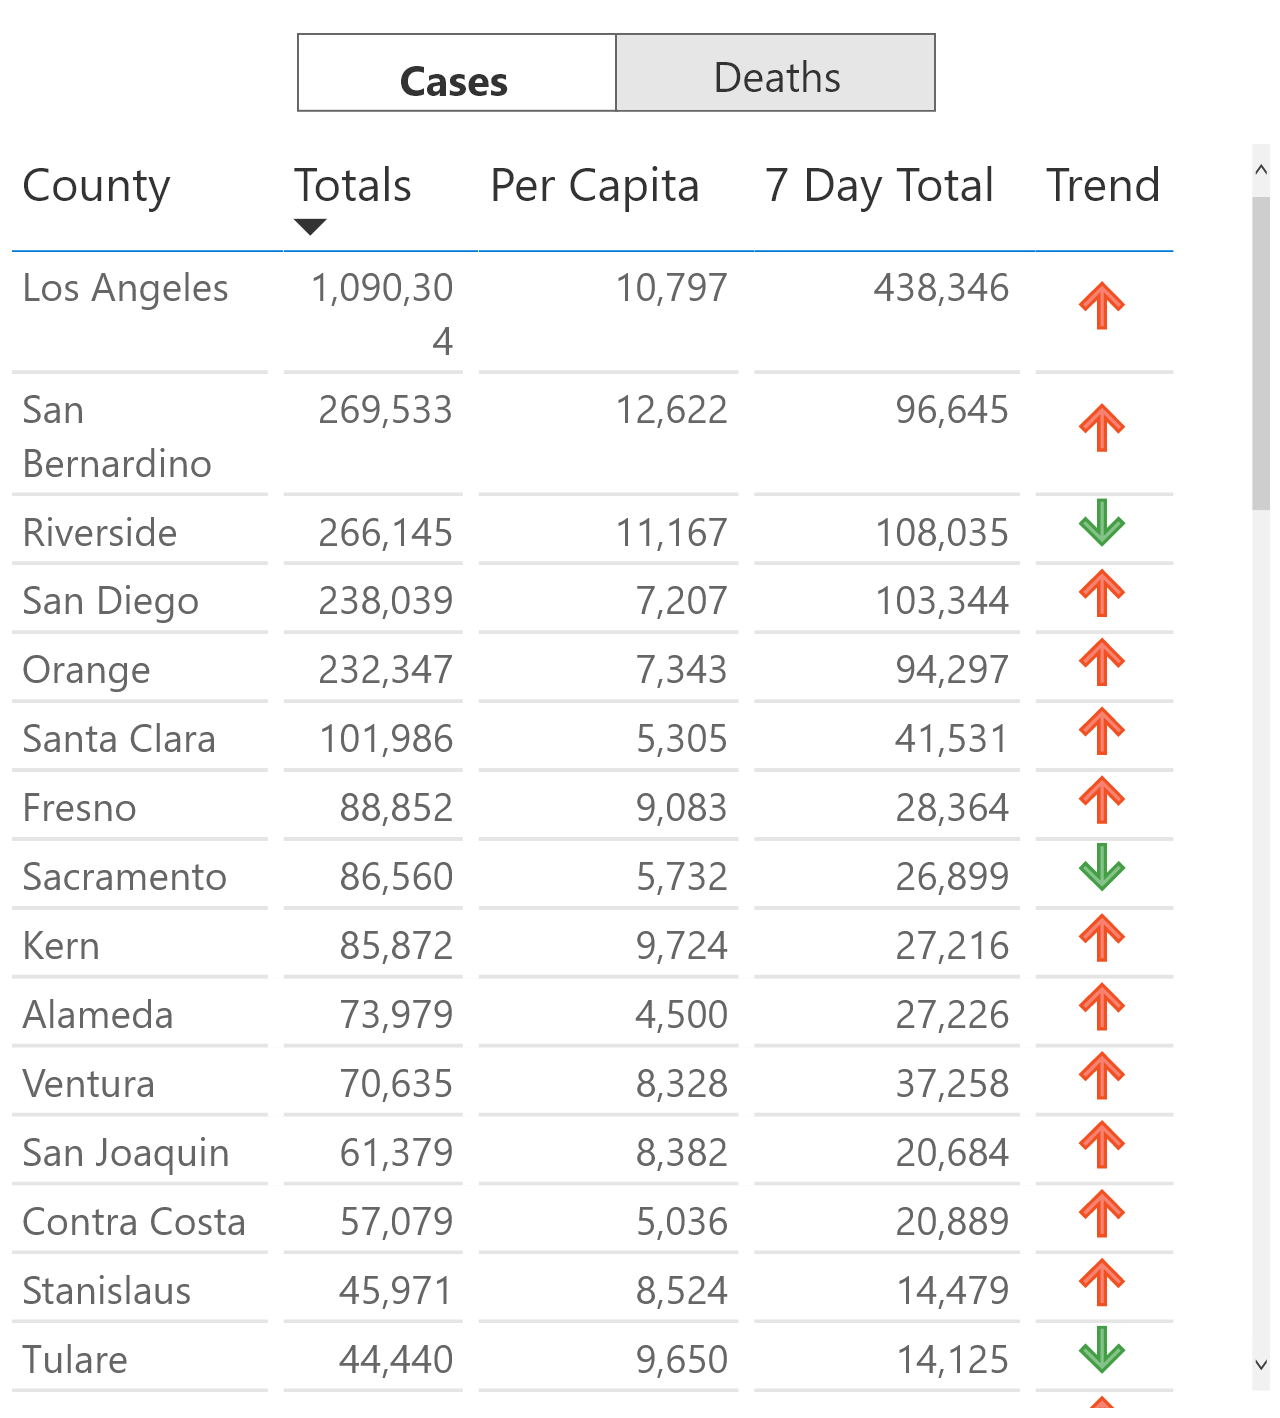 Cases Deaths
County Totals Per Capita 7 Day Total Trend
Los Angeles 1,090,30 10,797 438,346
4
San 269,533 12,622 96,645
Bernardino
Riverside 266,145 11,167 108,035
San Diego 238,039 7,207 103,344
Orange 232,347 7,343 94,297
Santa Clara 101,986 5,305 41,531
Fresno 88,852 9,083 28,364
Sacramento 86,560 5,732 26,899
Kern 85,872 9,724 27,216
Alameda 73,979 4,500 27,226
Ventura 70,635 8,328 37,258
San Joaquin 61,379 8,382 20,684
Contra Costa 57,079 5,036 20,889
Stanislaus 45,971 8,524 14,479
Tulare 44,440 9,650 14,125